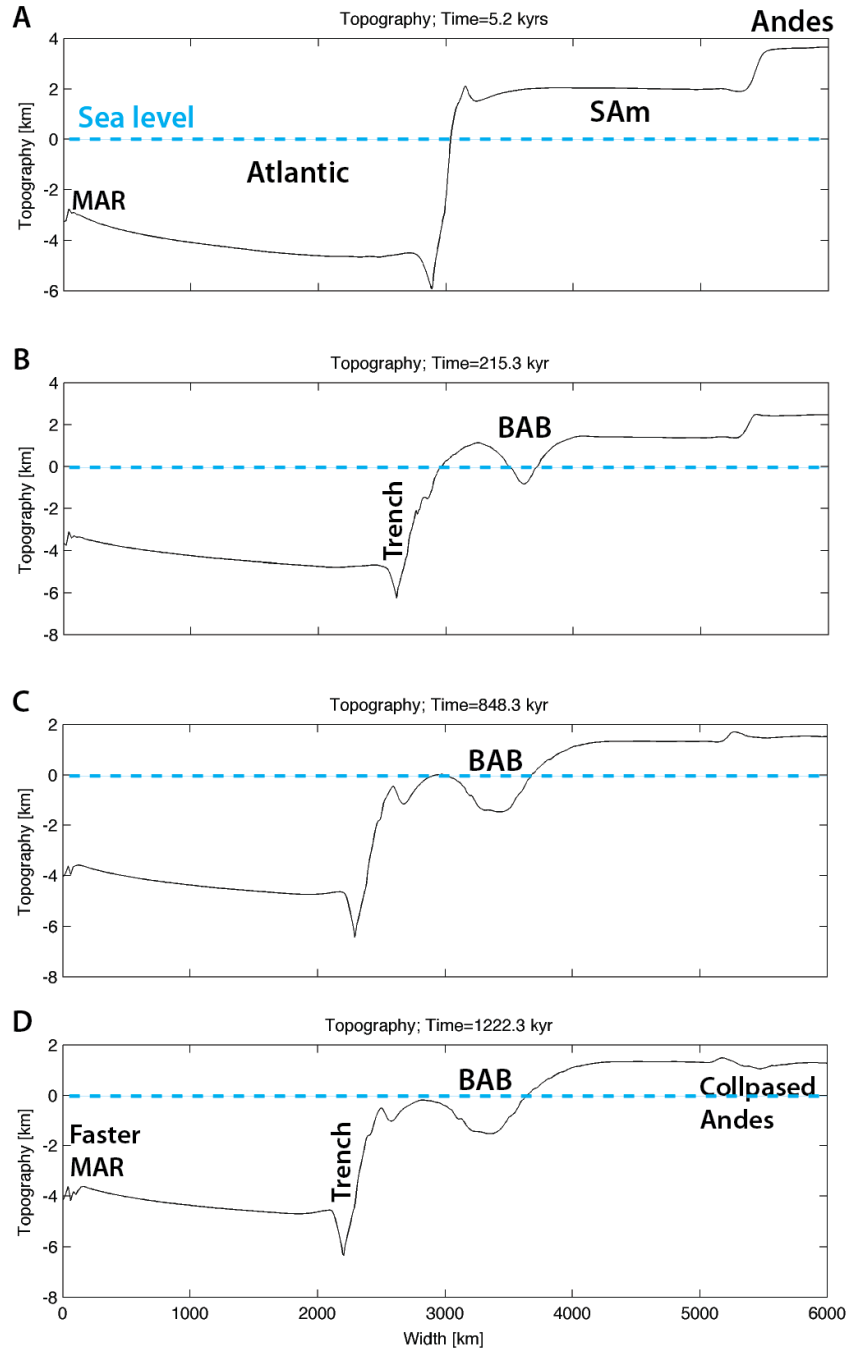 A
Topography; Time=5.2 kyrs
Andes
4
2
0
-2
-4
-6
Topography [km]
Sea level
SAm
Atlantic
MAR
B
Topography; Time=215.3 kyr
4
2
0
-2
-4
-6
-8
Topography [km]
BAB
Trench
C
Topography; Time=848.3 kyr
2
0
-2
-4
-6
-8
Topography [km]
BAB
D
Topography; Time=1222.3 kyr
2
0
-2
-4
-6
-8
Topography [km]
BAB
Collpased
Andes
Faster
MAR
Trench
0 1000 2000 3000 4000 5000 6000
Width [km]